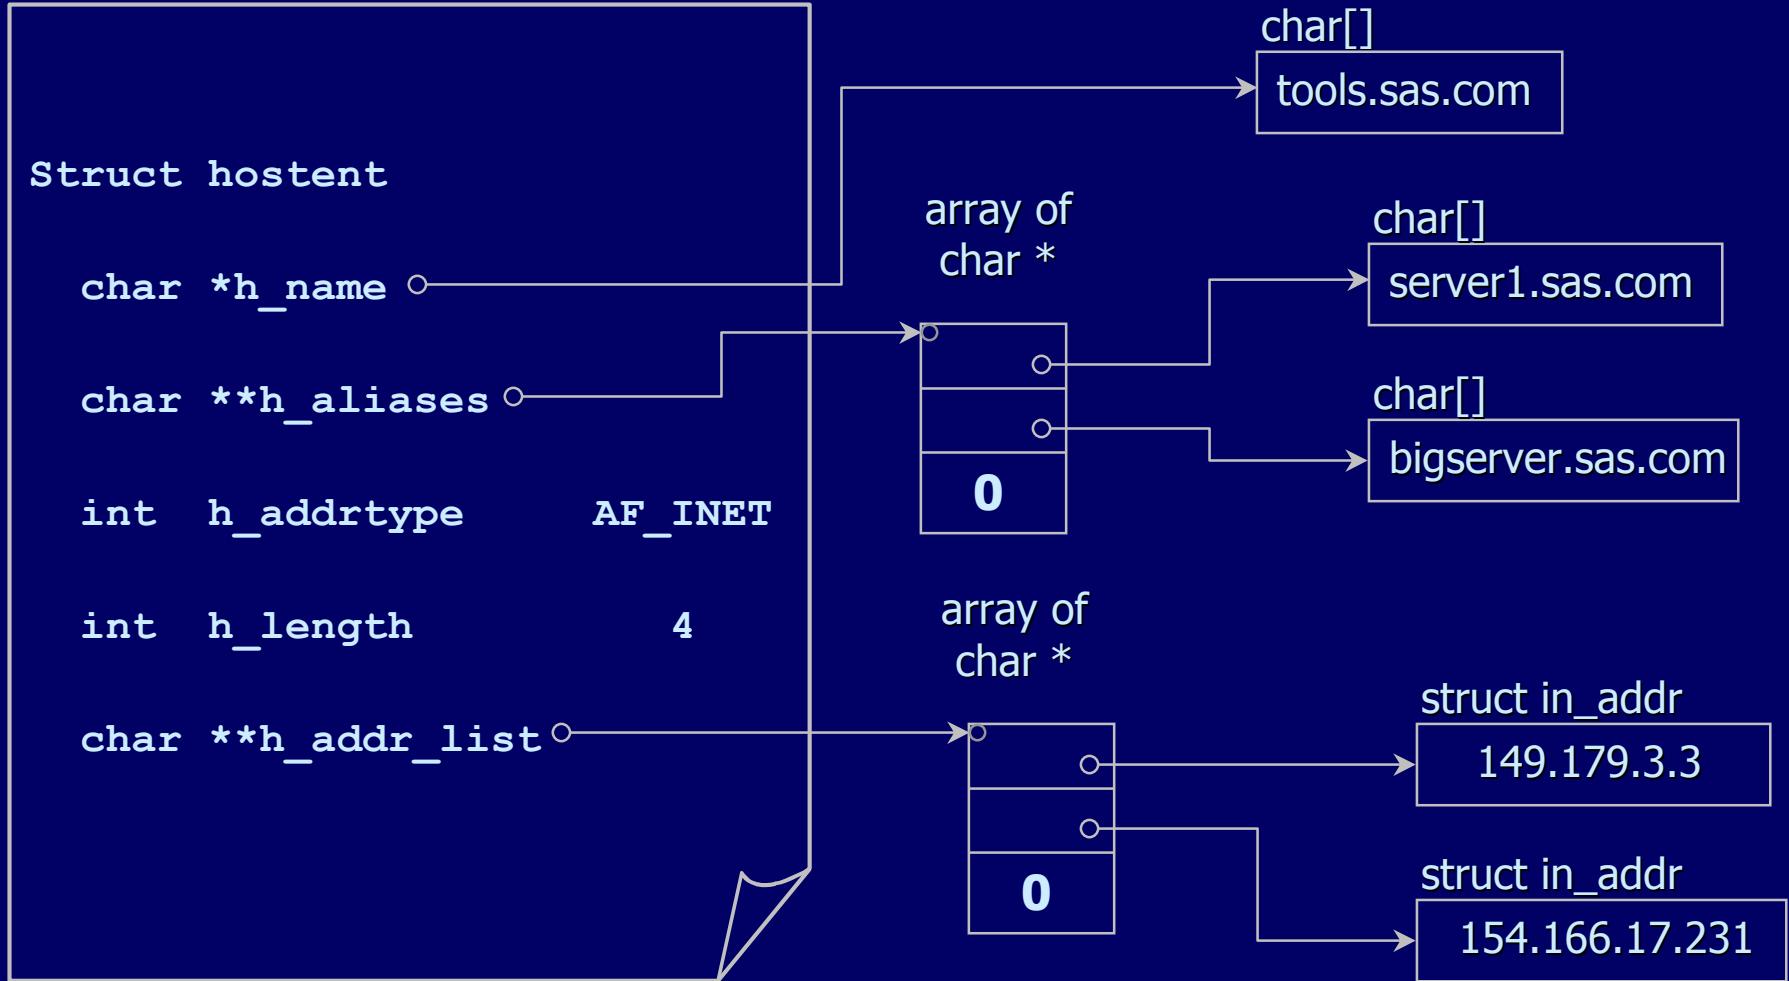 Struct hostent
char *h_name
char **h_aliases
int h_addrtype AF_INET
int h_length 4
char **h_addr_list
char[]
tools.sas.com
array of
char *
0
char[]
server1.sas.com
char[]
bigserver.sas.com
array of
char *
0
struct in_addr
149.179.3.3
struct in_addr
154.166.17.231